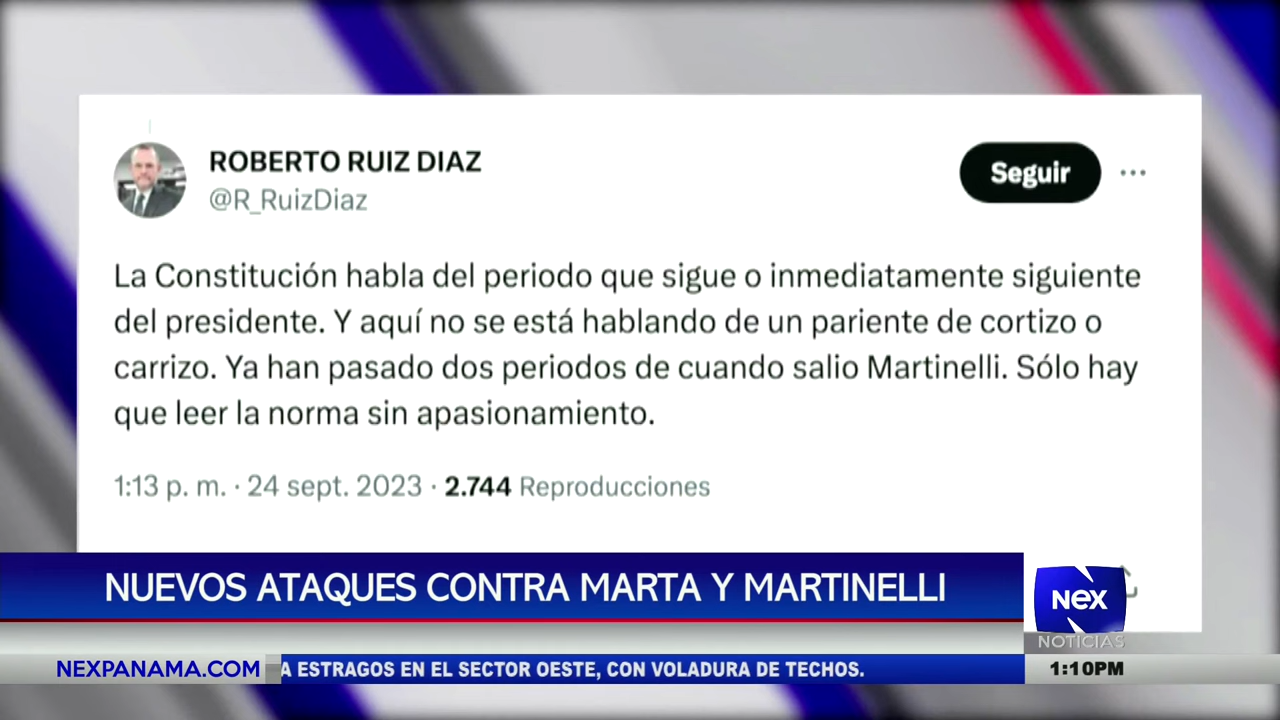 ROBERTO RUIZ DIAZ
@R_RuizDiaz
Seguir
La Constitución habla del periodo que sigue o inmediatamente siguiente
del presidente. Y aquí no se está hablando de un pariente de cortizo o
carrizo. Ya han pasado dos periodos de cuando salio Martinelli. Sólo hay
que leer la norma sin apasionamiento.
1:13 p. m. · 24 sept. 2023 · 2.744 Reproducciones
NUEVOS ATAQUES CONTRA MARTA Y MARTINELLI
NEX
NOTICIAS
NEXPANAMA.COM
A ESTRAGOS EN EL SECTOR OESTE, CON VOLADURA DE TECHOS.
1:10PM